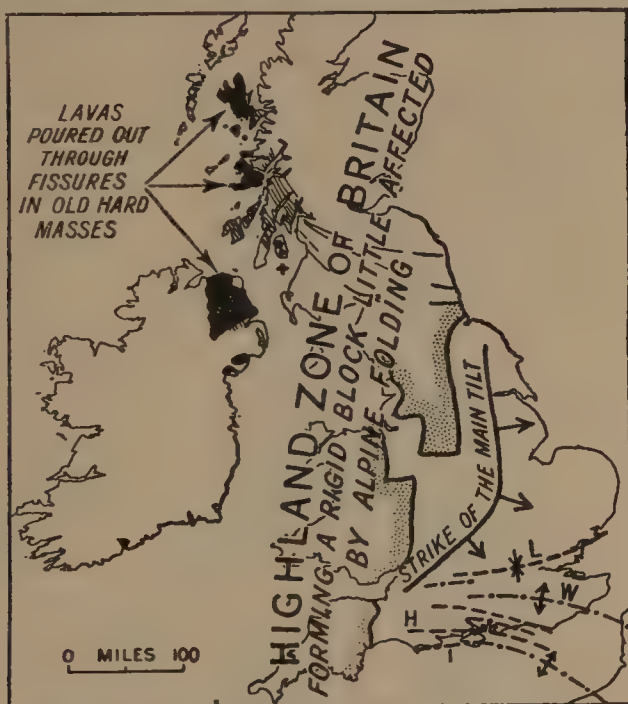 LAVAS
POURED OUT
THROUGH
FISSURES
IN OLD HARD
MASSES
HIGHLAND ZONE OF BRITAIN
FORMING A RAGID BLOCK-LITTLE AFFECTED
BY ALPINE FOLDING
STRIKE OF THE MAIN TILT
L
W
H
I
0 MILES 100